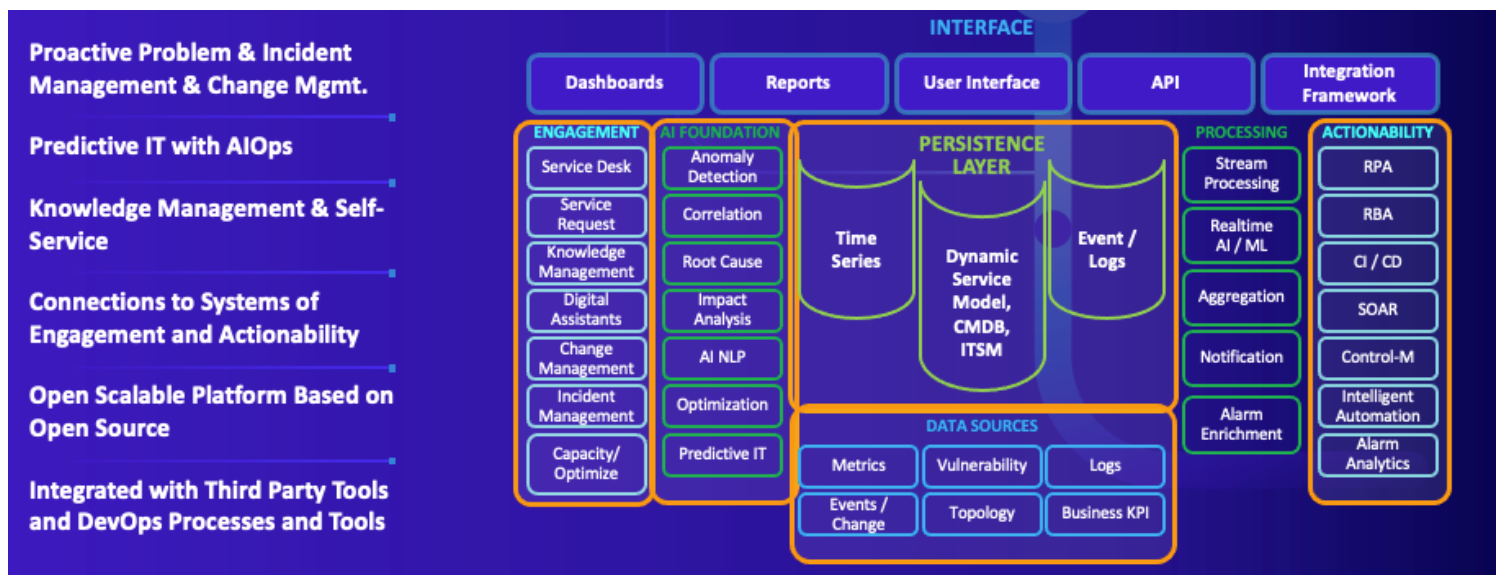 Proactive Problem & Incident
Management & Change Mgmt.
Predictive IT with AIOps
Knowledge Management & Self-
Service
Connections to Systems of
Engagement and Actionability
Open Scalable Platform Based on
Open Source
Integrated with Third Party Tools
and DevOps Processes and Tools
INTERFACE
Dashboards
Reports
User Interface
API
Integration
Framework
ENGAGEMENT
Service Desk
Service
Request
Knowledge
Management
Digital
Assistants
Change
Management
Incident
Management
Capacity/
Optimize
AI FOUNDATION
Anomaly
Detection
Correlation
Root Cause
Impact
Analysis
AI NLP
Optimization
Predictive IT
PERSISTENCE
LAYER
Time
Series
Dynamic
Service
Model,
CMDB,
ITSM
Event /
Logs
DATA SOURCES
Metrics
Vulnerability
Logs
Events /
Change
Topology
Business KPI
PROCESSING
Stream
Processing
Realtime
AI / ML
Aggregation
Notification
Alarm
Enrichment
ACTIONABILITY
RPA
RBA
CI / CD
SOAR
Control-M
Intelligent
Automation
Alarm
Analytics